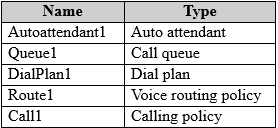 Name Type
Autoattendant1 Auto attendant
Queue1 Call queue
DialPlan1 Dial plan
Route1 Voice routing policy
Call1 Calling policy